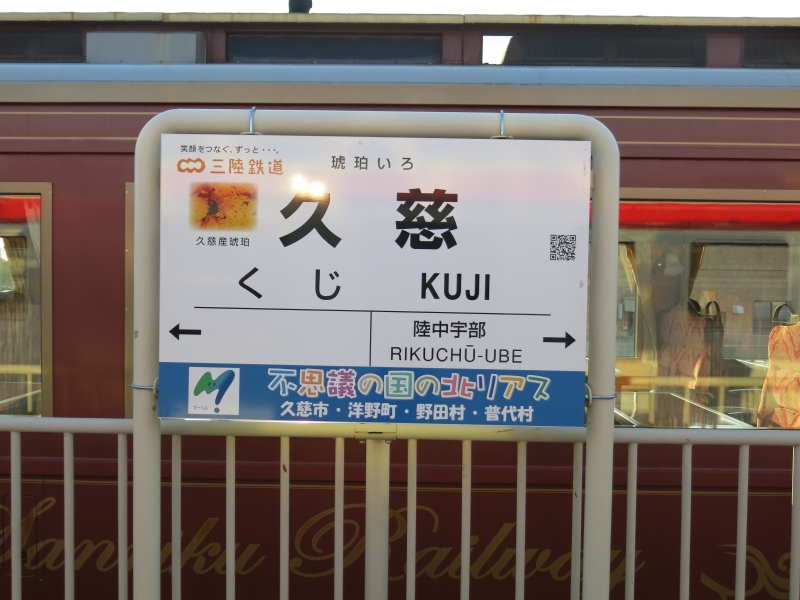 笑顔をつなぐ、ずっと・・・。
三陸鉄道
琥珀いろ
久慈産琥珀
久慈
くじ KUJI
陸中宇部
RIKUCHŪ-UBE
不思議の国の北リアス
久慈市・洋野町・野田村・普代村
Sanriku Railway